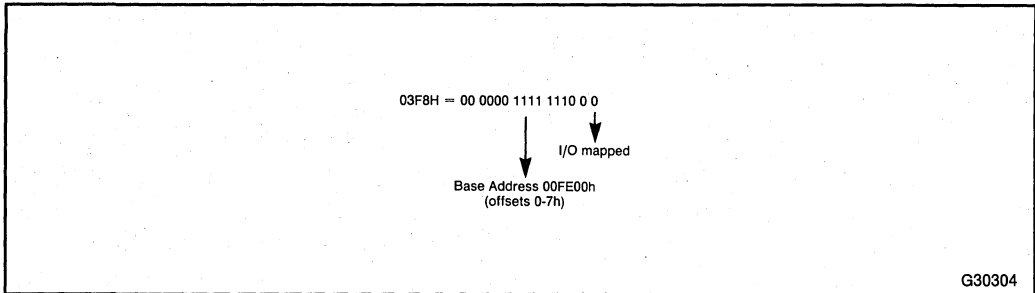 03F8H = 00 0000 1111 1110 0 0
I/O mapped
Base Address 00FE00h
(offsets 0-7h)
G30304